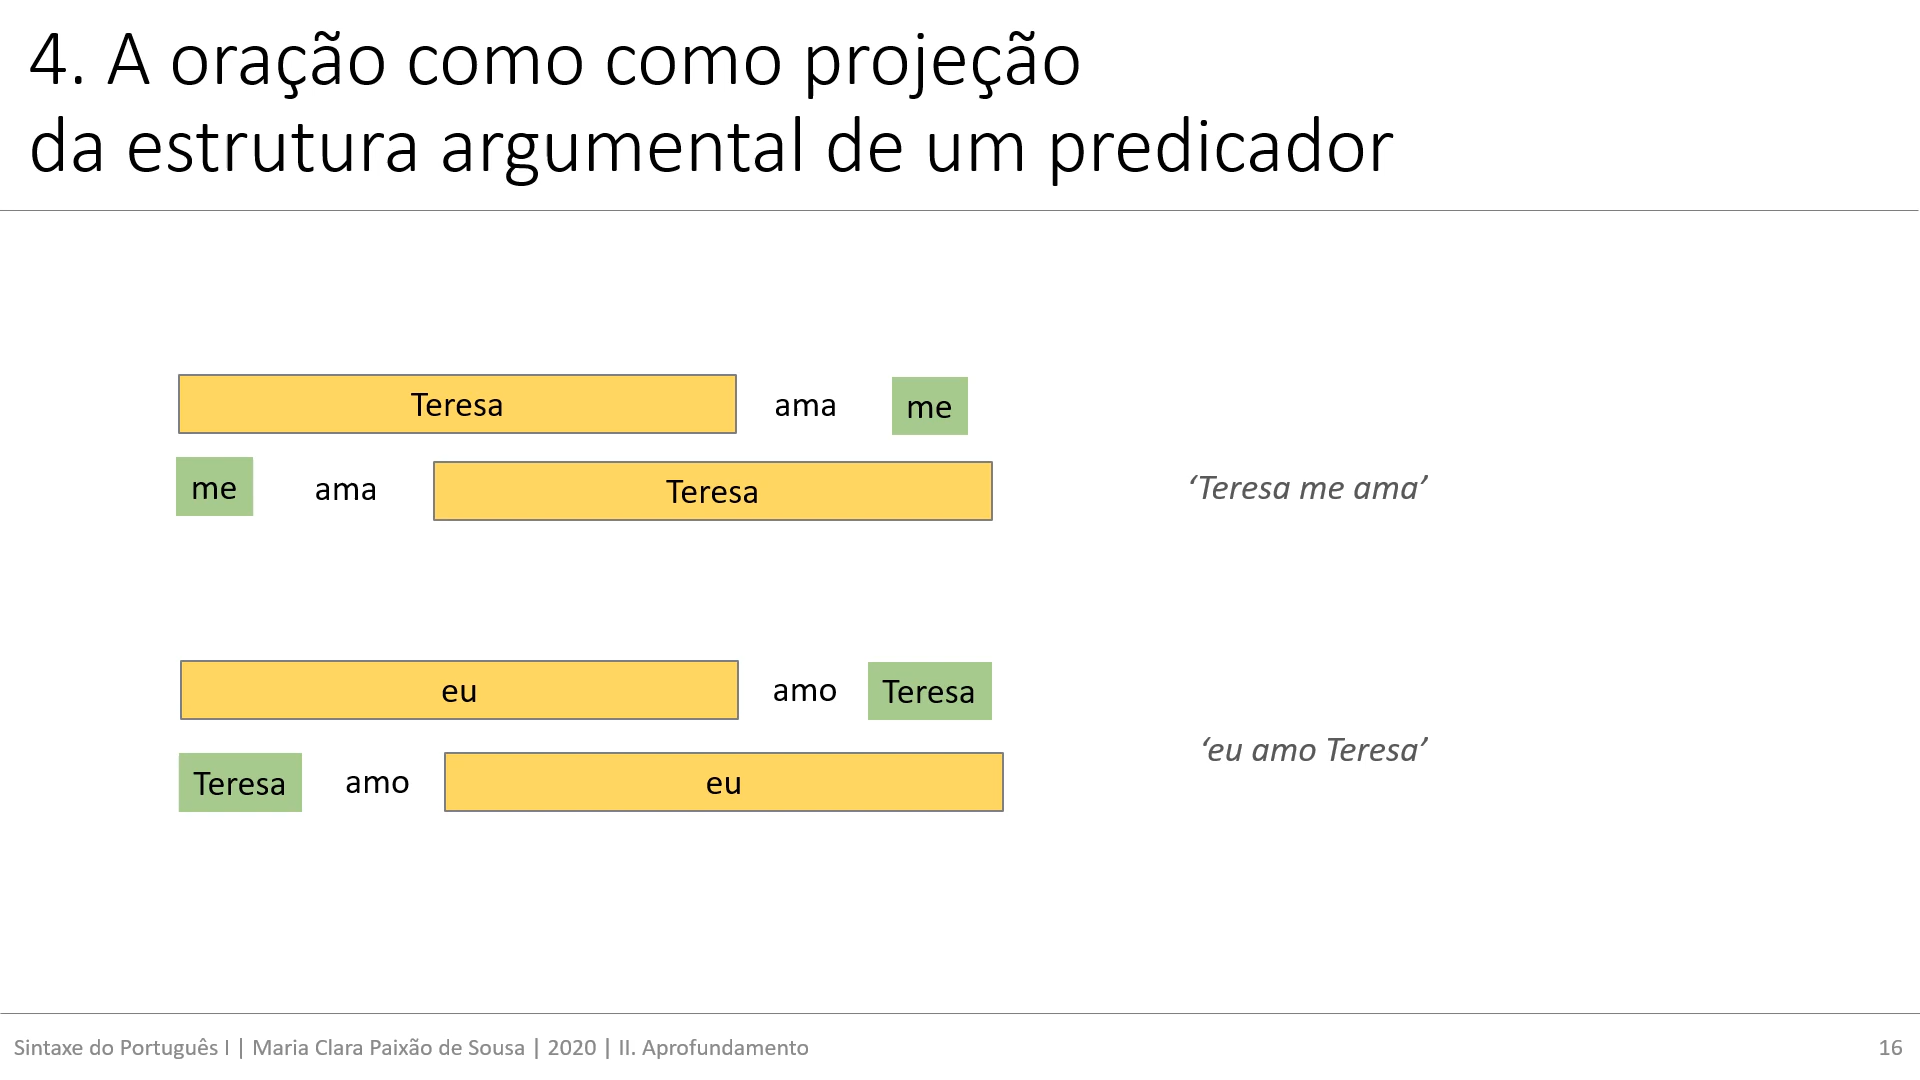 4. A oração como como projeção
da estrutura argumental de um predicador
Teresa ama me
me ama Teresa
‘Teresa me ama’
eu amo Teresa
Teresa amo eu
‘eu amo Teresa’
Sintaxe do Português I | Maria Clara Paixão de Sousa | 2020 | II. Aprofundamento 16